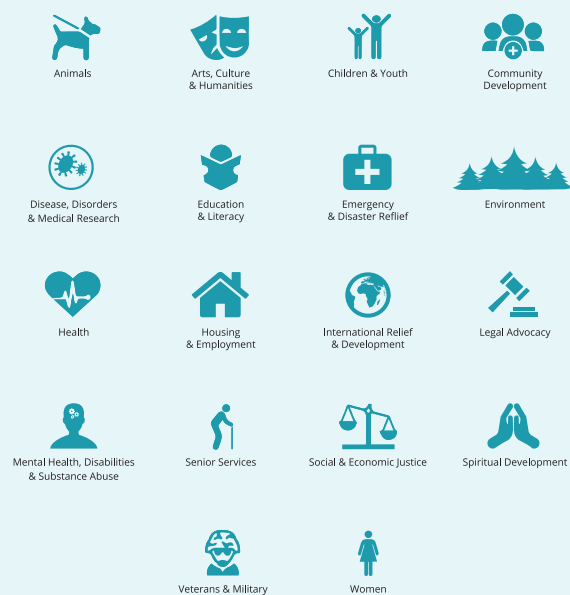 Animals
Arts, Culture
& Humanities
Children & Youth
Community
Development
Disease, Disorders
& Medical Research
Education
& Literacy
Emergency
& Disaster Reflief
Environment
Health
Housing
& Employment
International Relief
& Development
Legal Advocacy
Mental Health, Disabilities
& Substance Abuse
Senior Services
Social & Economic Justice
Spiritual Development
Veterans & Military
Women